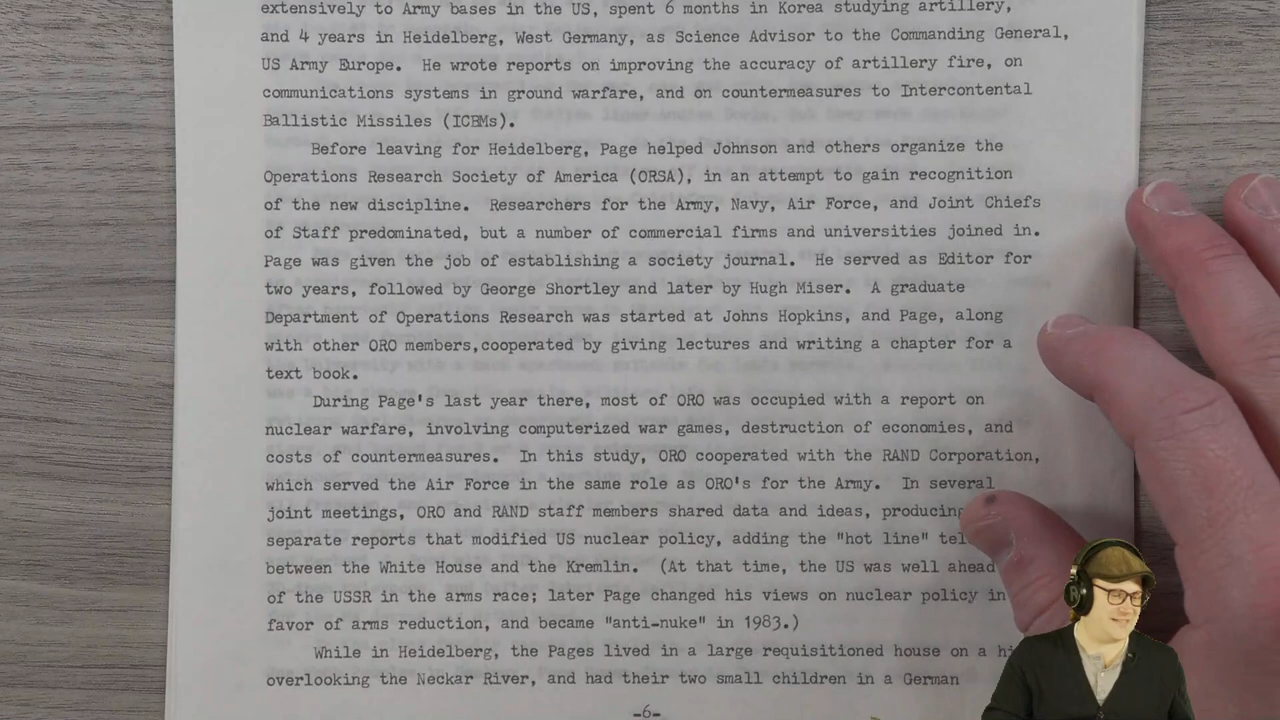 extensively to Army bases in the US, spent 6 months in Korea studying artillery,
and 4 years in Heidelberg, West Germany, as Science Advisor to the Commanding General,
US Army Europe.  He wrote reports on improving the accuracy of artillery fire, on
communications systems in ground warfare, and on countermeasures to Intercontental
Ballistic Missiles (ICBMs).
Before leaving for Heidelberg, Page helped Johnson and others organize the
Operations Research Society of America (ORSA), in an attempt to gain recognition
of the new discipline.  Researchers for the Army, Navy, Air Force, and Joint Chiefs
of Staff predominated, but a number of commercial firms and universities joined in.
Page was given the job of establishing a society journal.  He served as Editor for
two years, followed by George Shortley and later by Hugh Miser.  A graduate
Department of Operations Research was started at Johns Hopkins, and Page, along
with other ORO members,cooperated by giving lectures and writing a chapter for a
text book.
During Page's last year there, most of ORO was occupied with a report on
nuclear warfare, involving computerized war games, destruction of economies, and
costs of countermeasures.  In this study, ORO cooperated with the RAND Corporation,
which served the Air Force in the same role as ORO's for the Army.  In several
joint meetings, ORO and RAND staff members shared data and ideas, producing
separate reports that modified US nuclear policy, adding the "hot line"
between the White House and the Kremlin.  (At that time, the US was well ahead
of the USSR in the arms race; later Page changed his views on nuclear policy in
favor of arms reduction, and became "anti-nuke" in 1983.)
While in Heidelberg, the Pages lived in a large requisitioned house on a
overlooking the Neckar River, and had their two small children in a German
-6-